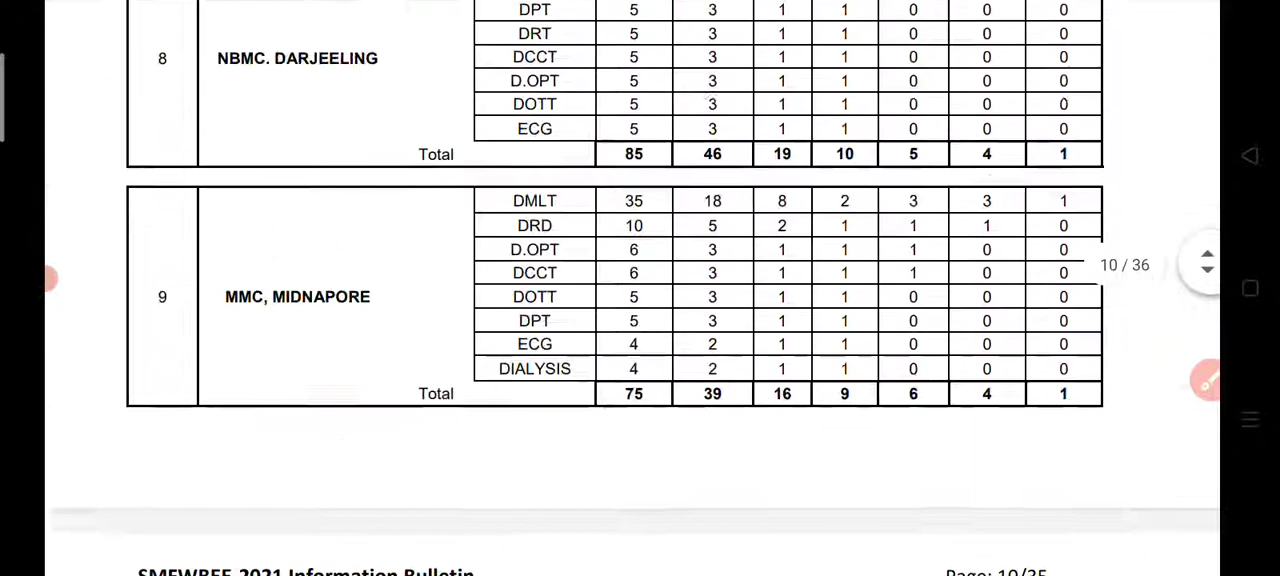 DPT 5 3 1 1 0 0 0
DRT 5 3 1 1 0 0 0
8 NBMC. DARJEELING DCCT 5 3 1 1 0 0 0
D.OPT 5 3 1 1 0 0 0
DOTT 5 3 1 1 0 0 0
ECG 5 3 1 1 0 0 0
Total 85 46 19 10 5 4 1
DMLT 35 18 8 2 3 3 1
DRD 10 5 2 1 1 1 0
D.OPT 6 3 1 1 1 0 0
DCCT 6 3 1 1 1 0 0
10 / 36
9 MMC, MIDNAPORE DOTT 5 3 1 1 0 0 0
DPT 5 3 1 1 0 0 0
ECG 4 2 1 1 0 0 0
DIALYSIS 4 2 1 1 0 0 0
Total 75 39 16 9 6 4 1
SMFWBEE-2021 Information Bulletin Page: 10/35